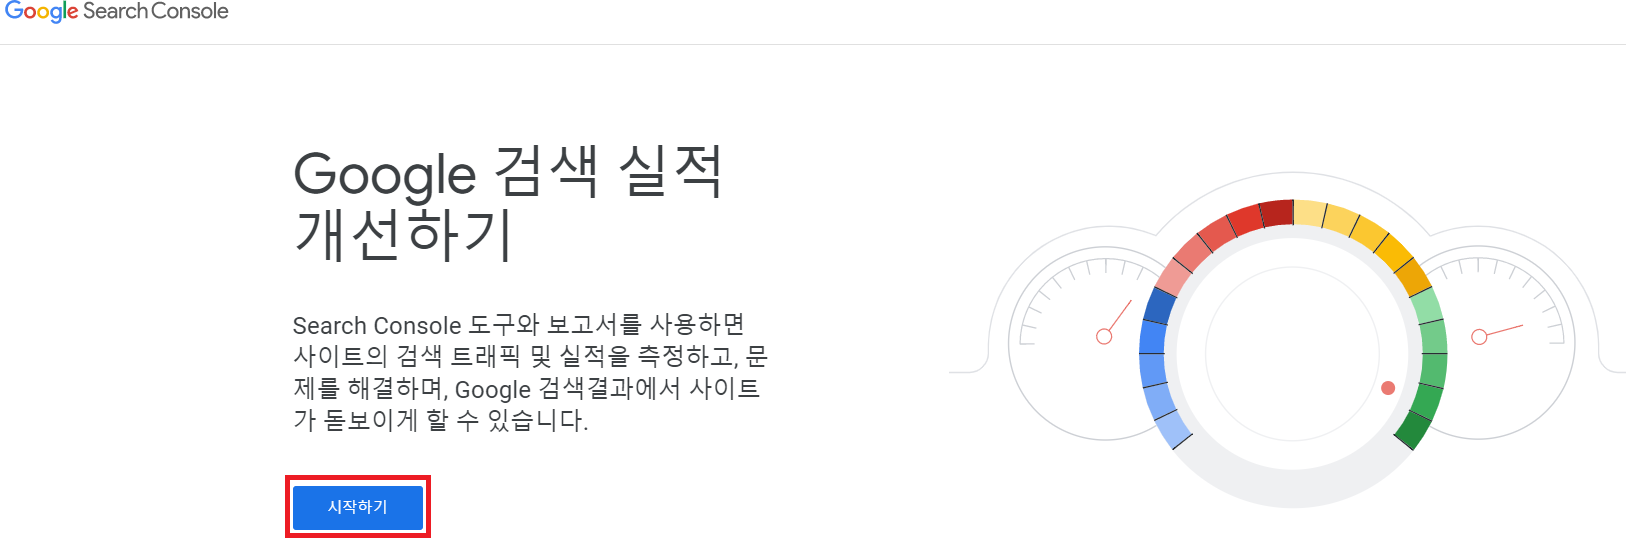 Google Search Console
Google 검색 실적
개선하기
Search Console 도구와 보고서를 사용하면
사이트의 검색 트래픽 및 실적을 측정하고, 문
제를 해결하며, Google 검색결과에서 사이트
가 돋보이게 할 수 있습니다.
시작하기